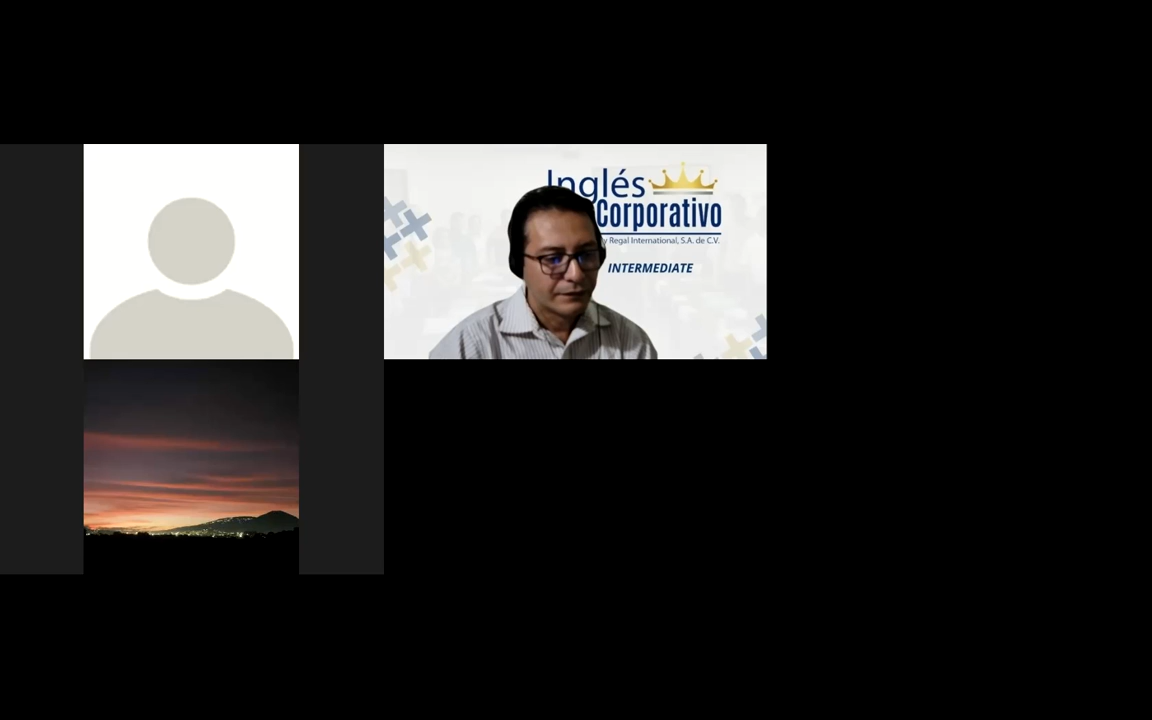 Inglés
Corporativo
y Regal International, S.A. de C.V.
INTERMEDIATE